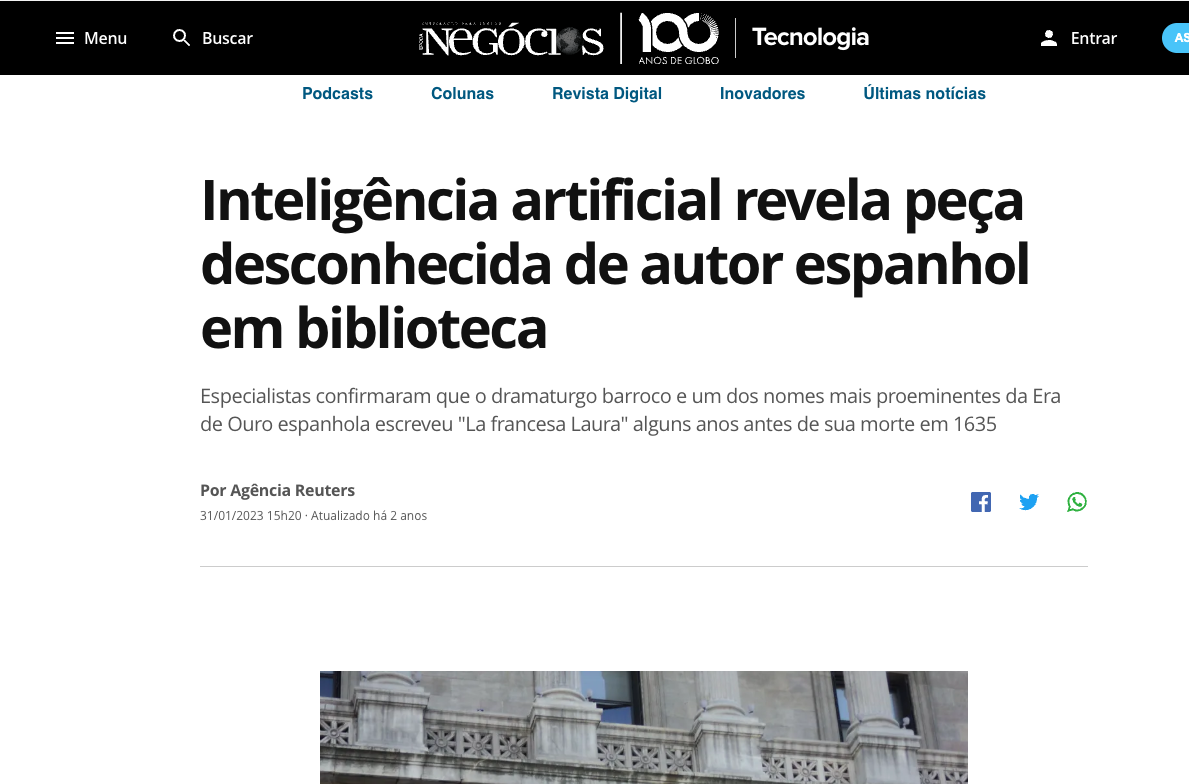 Menu
Buscar
NEGÓCIOS
100
ANOS DE GLOBO
Tecnologia
Entrar
Podcasts
Colunas
Revista Digital
Inovadores
Últimas notícias
Inteligência artificial revela peça
desconhecida de autor espanhol
em biblioteca
Especialistas confirmaram que o dramaturgo barroco e um dos nomes mais proeminentes da Era
de Ouro espanhola escreveu "La francesa Laura" alguns anos antes de sua morte em 1635
Por Agência Reuters
31/01/2023 15h20 · Atualizado há 2 anos